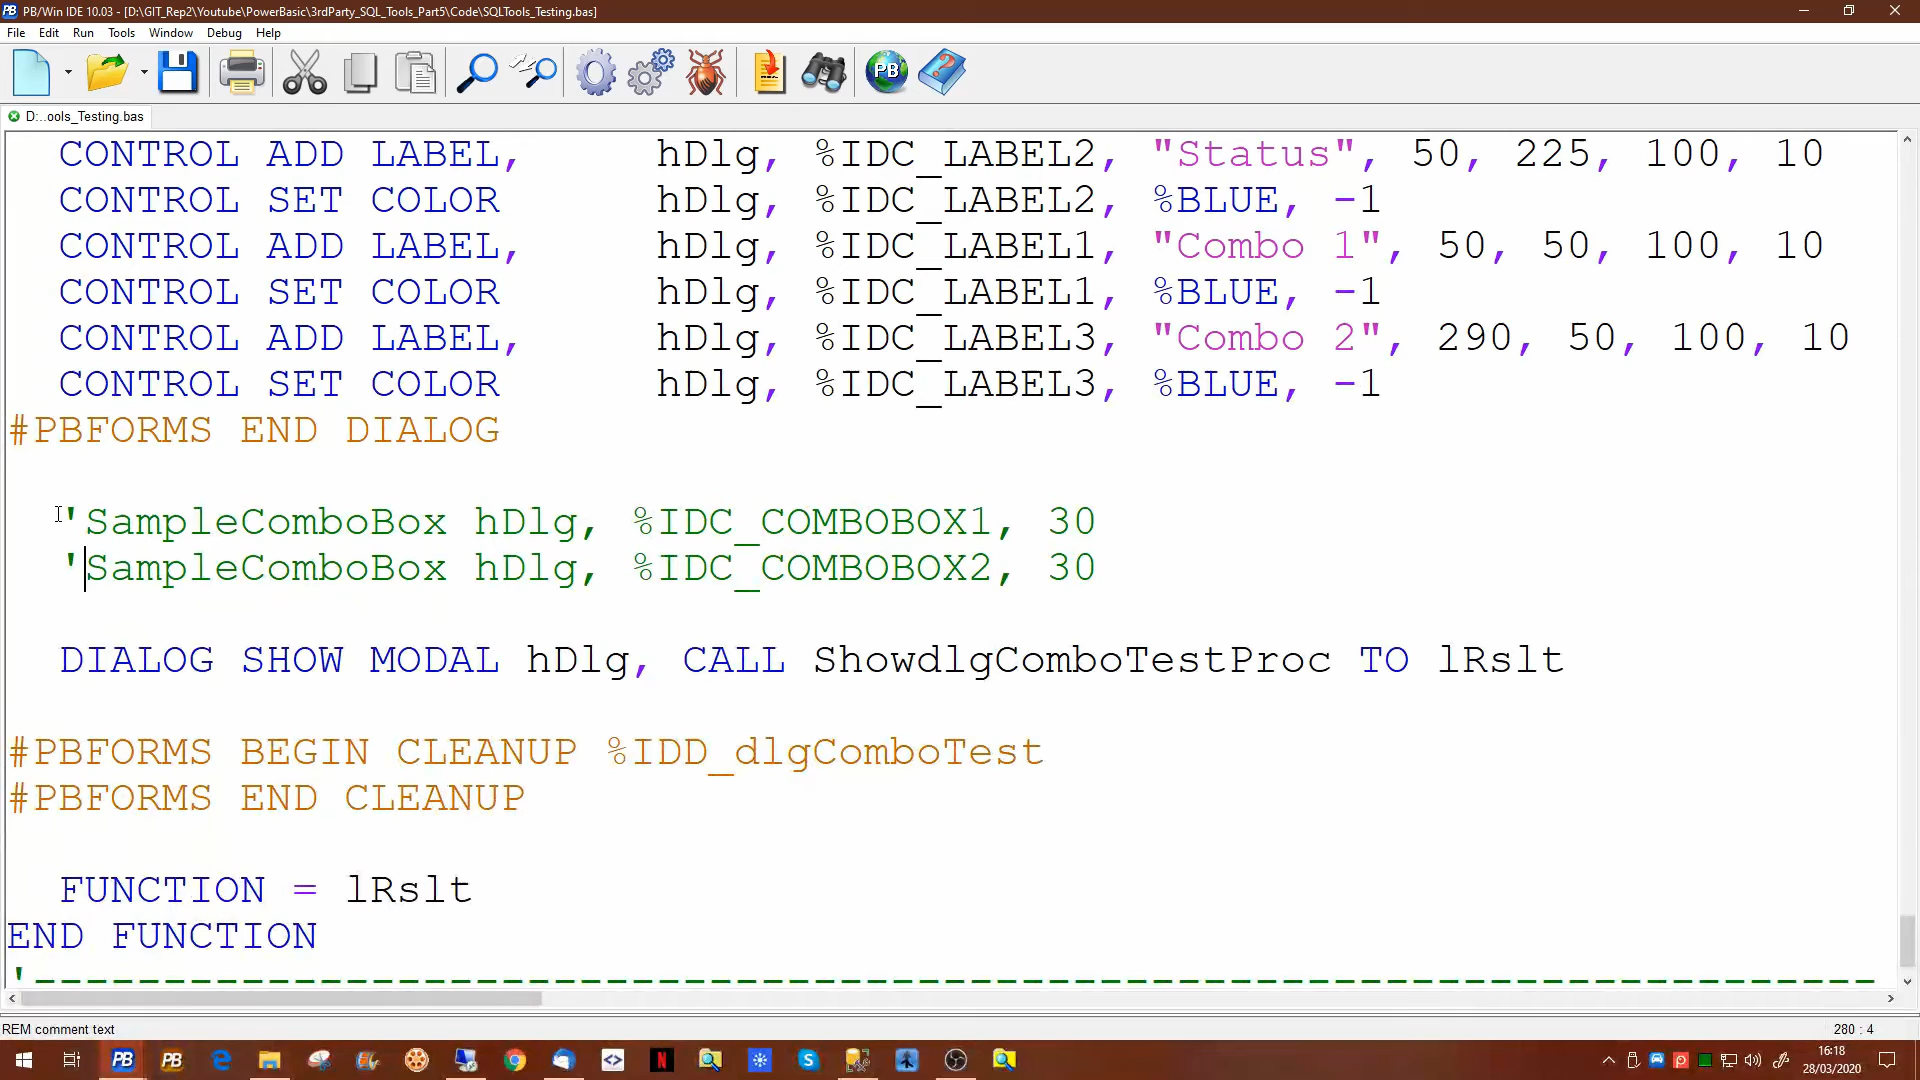 PB/Win IDE 10.03 - [D:\GIT_Rep2\Youtube\PowerBasic\3rdParty_SQL_Tools_Part5\Code\SQLTools_Testing.bas]
File Edit Run Tools Window Debug Help
D:..ools_Testing.bas
CONTROL ADD LABEL, hDlg, %IDC_LABEL2, "Status", 50, 225, 100, 10
CONTROL SET COLOR hDlg, %IDC_LABEL2, %BLUE, -1
CONTROL ADD LABEL, hDlg, %IDC_LABEL1, "Combo 1", 50, 50, 100, 10
CONTROL SET COLOR hDlg, %IDC_LABEL1, %BLUE, -1
CONTROL ADD LABEL, hDlg, %IDC_LABEL3, "Combo 2", 290, 50, 100, 10
CONTROL SET COLOR hDlg, %IDC_LABEL3, %BLUE, -1
#PBFORMS END DIALOG
'SampleComboBox hDlg, %IDC_COMBOBOX1, 30
'SampleComboBox hDlg, %IDC_COMBOBOX2, 30
DIALOG SHOW MODAL hDlg, CALL ShowdlgComboTestProc TO lRslt
#PBFORMS BEGIN CLEANUP %IDD_dlgComboTest
#PBFORMS END CLEANUP
FUNCTION = lRslt
END FUNCTION
'------------------------------------------------------------------------
REM comment text
280 : 4
16:18
28/03/2020